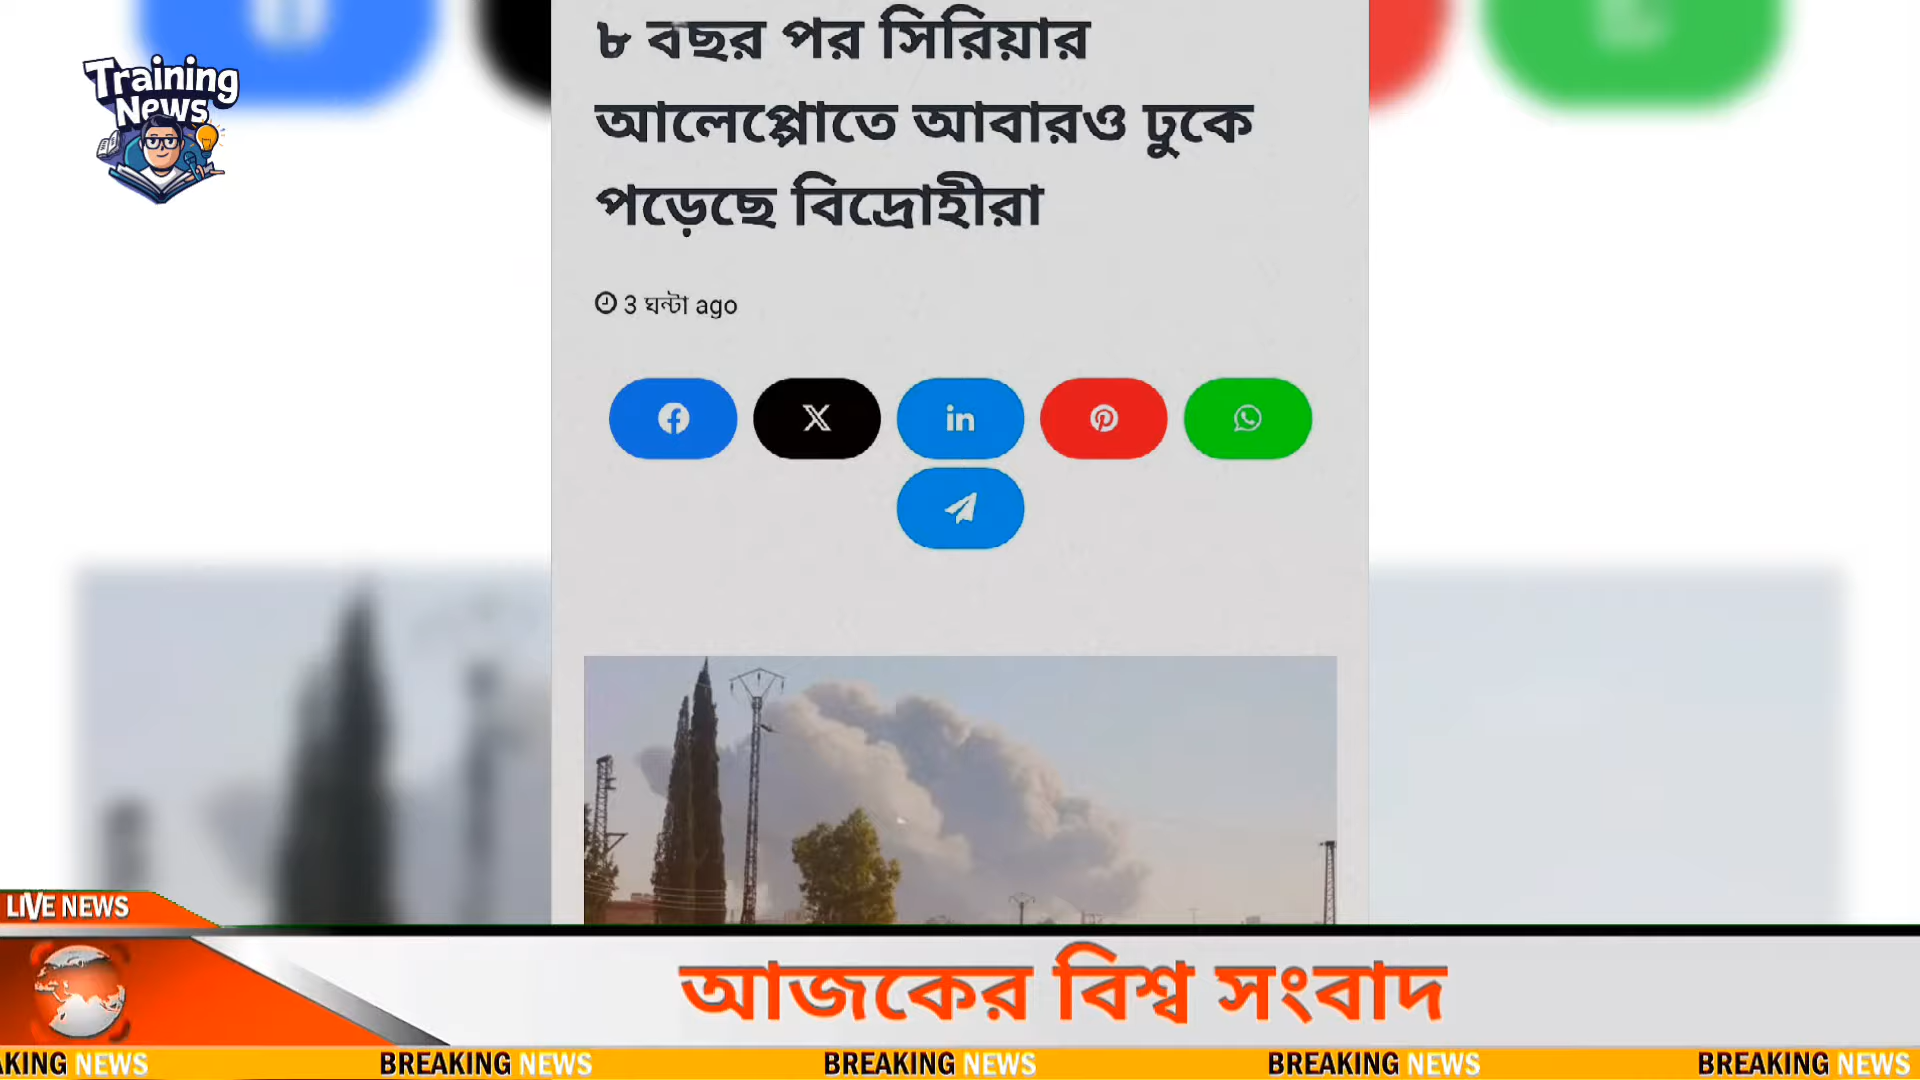 Training
News
৮ বছর পর সিরিয়ার
আলেপ্পোতে আবারও ঢুকে
পড়েছে বিদ্রোহীরা
3 ঘন্টা ago
LIVE NEWS
আজকের বিশ্ব সংবাদ
AKING NEWS BREAKING NEWS BREAKING NEWS BREAKING NEWS BREAKING NEWS